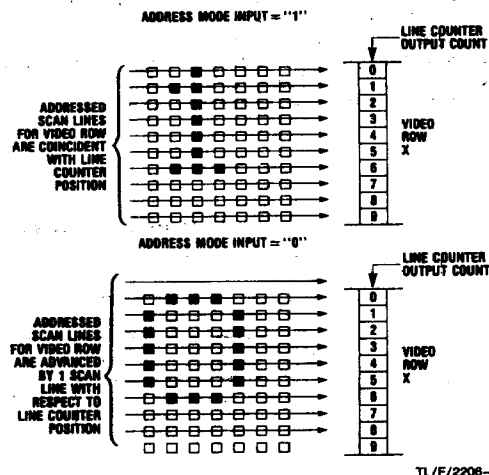 ADDRESS MODE INPUT = "1"
LINE COUNTER
OUTPUT COUNT
ADDRESSED
SCAN LINES
FOR VIDEO ROW
ARE COINCIDENT
WITH LINE
COUNTER
POSITION
0
1
2
3
4
5
6
7
8
9
VIDEO
ROW
X
ADDRESS MODE INPUT = "0"
LINE COUNTER
OUTPUT COUNT
ADDRESSED
SCAN LINES
FOR VIDEO ROW
ARE ADVANCED
BY 1 SCAN
LINE WITH
RESPECT TO
LINE COUNTER
POSITION
0
1
2
3
4
5
6
7
8
9
VIDEO
ROW
X
TL/F/2206-